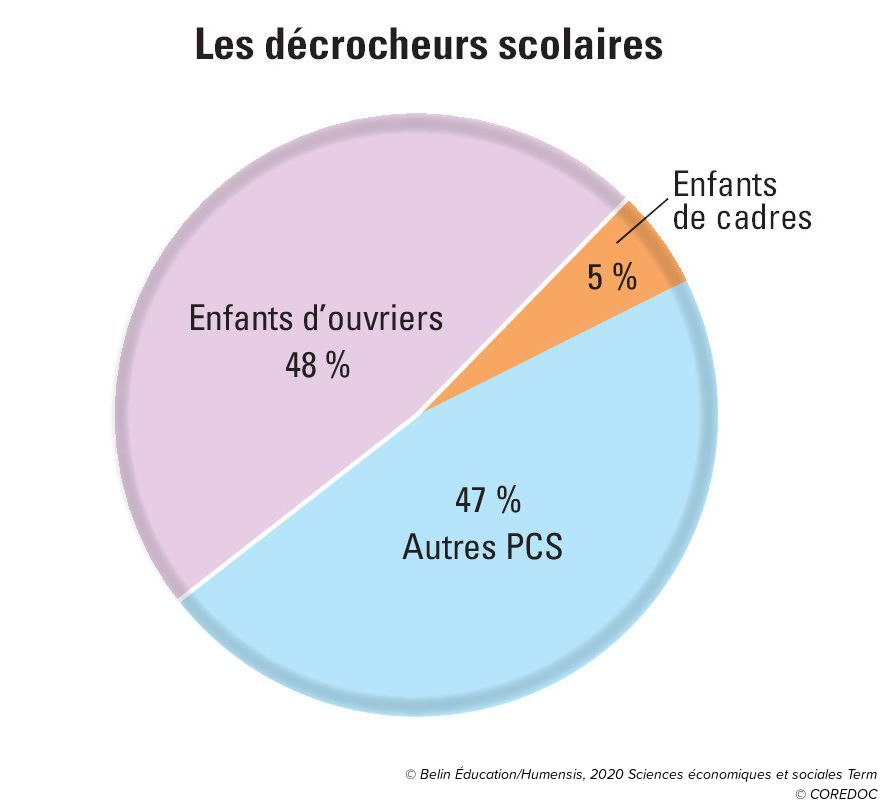 Les décrocheurs scolaires
Enfants
de cadres
5 %
Enfants d’ouvriers
48 %
47 %
Autres PCS
© Belin Éducation/Humensis, 2020 Sciences économiques et sociales Term
© COREDOC